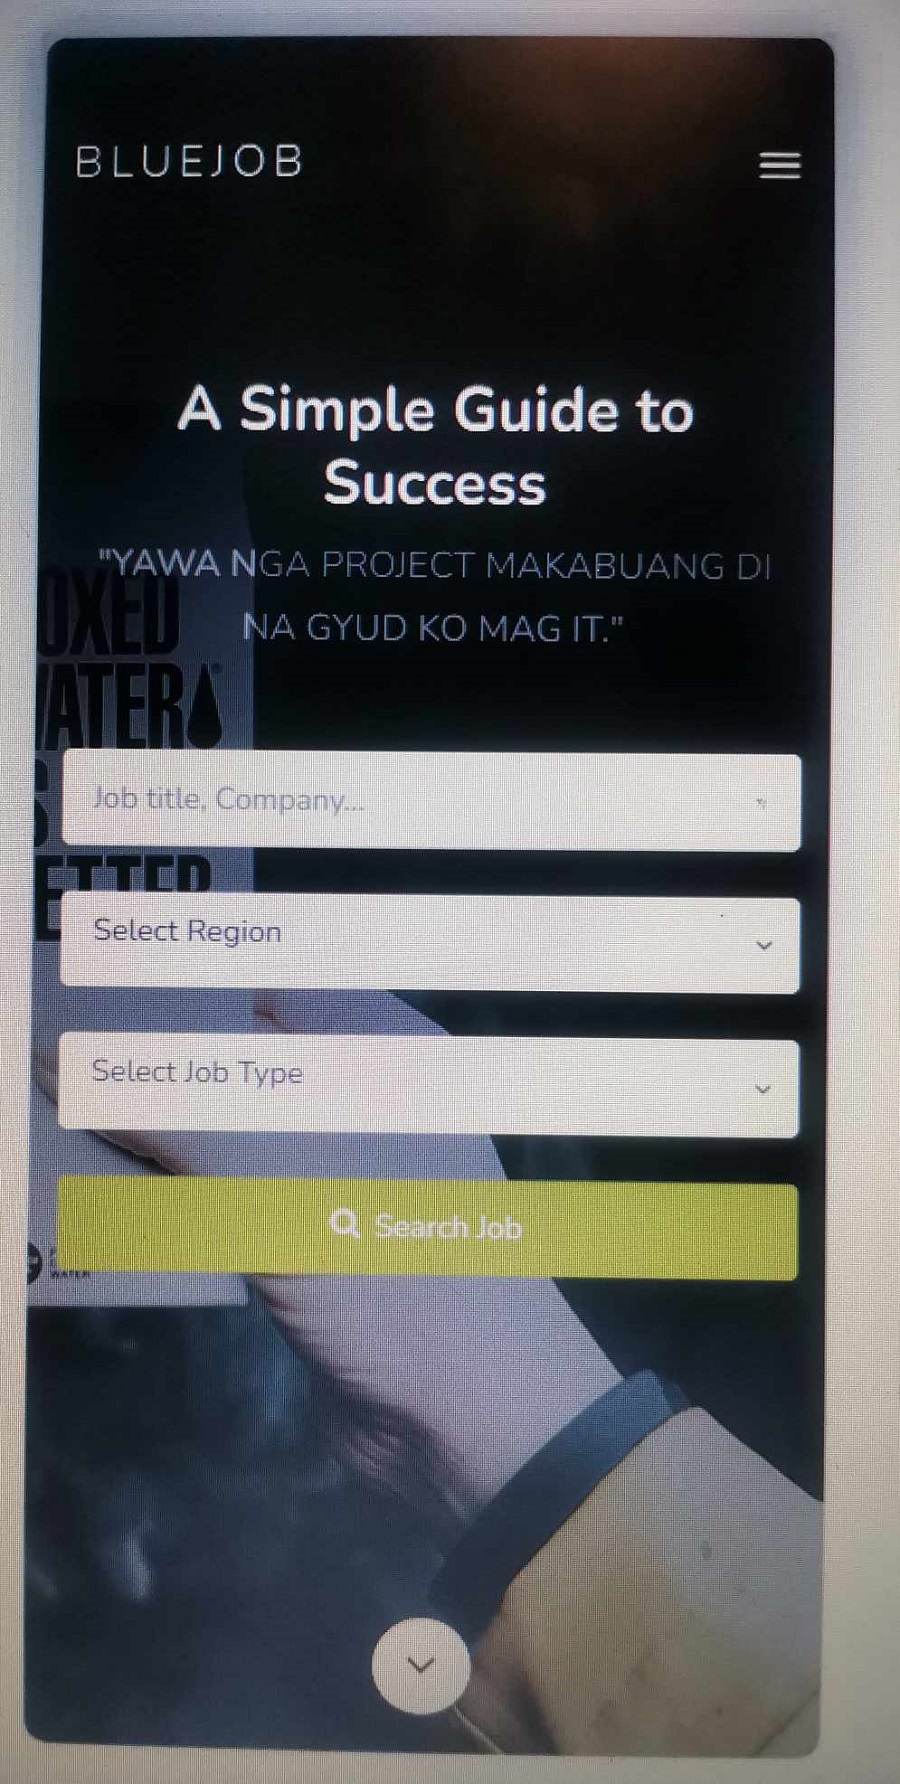 BLUEJOB
A Simple Guide to
Success
"YAWA NGA PROJECT MAKABUANG DI
NA GYUD KO MAG IT."
OXED
ATER
ETTER
Job title, Company...
Select Region
Select Job Type
Search Job
WATER